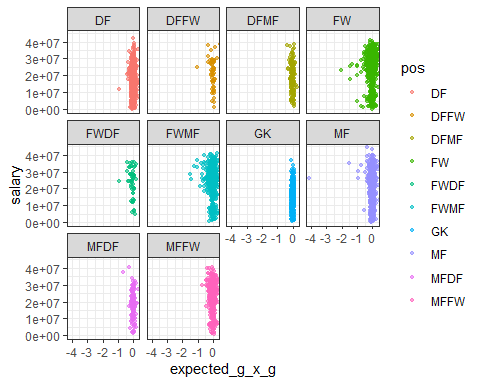 DF DFFW DFMF FW
4e+07
3e+07
2e+07
1e+07
0e+00
FWDF FWMF GK MF
4e+07
3e+07
2e+07
1e+07
0e+00
-4 -3 -2 -1 0 -4 -3 -2 -1 0
MFDF MFFW
4e+07
3e+07
2e+07
1e+07
0e+00
-4 -3 -2 -1 0 -4 -3 -2 -1 0
expected_g_x_g
salary
pos
DF
DFFW
DFMF
FW
FWDF
FWMF
GK
MF
MFDF
MFFW